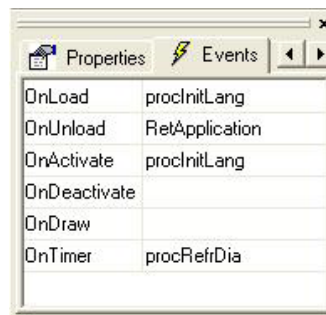 Properties Events
OnLoad procInitLang
OnUnload RetApplication
OnActivate procInitLang
OnDeactivate
OnDraw
OnTimer procRefrDia